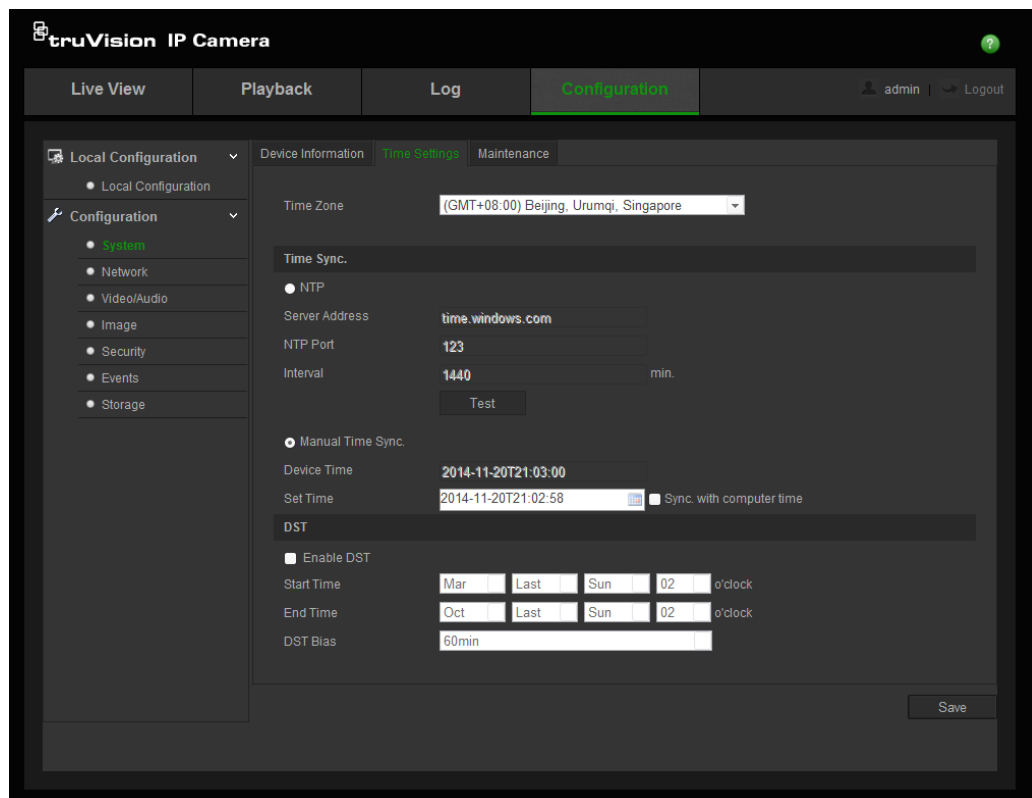 truVision IP Camera
?
Live View Playback Log Configuration admin | Logout
Local Configuration
Local Configuration
Configuration
System
Network
Video/Audio
Image
Security
Events
Storage
Device Information Time Settings Maintenance
Time Zone (GMT+08:00) Beijing, Urumqi, Singapore
Time Sync.
NTP
Server Address time.windows.com
NTP Port 123
Interval 1440 min.
Test
Manual Time Sync.
Device Time 2014-11-20T21:03:00
Set Time 2014-11-20T21:02:58 Sync. with computer time
DST
Enable DST
Start Time Mar Last Sun 02 o'clock
End Time Oct Last Sun 02 o'clock
DST Bias 60min
Save